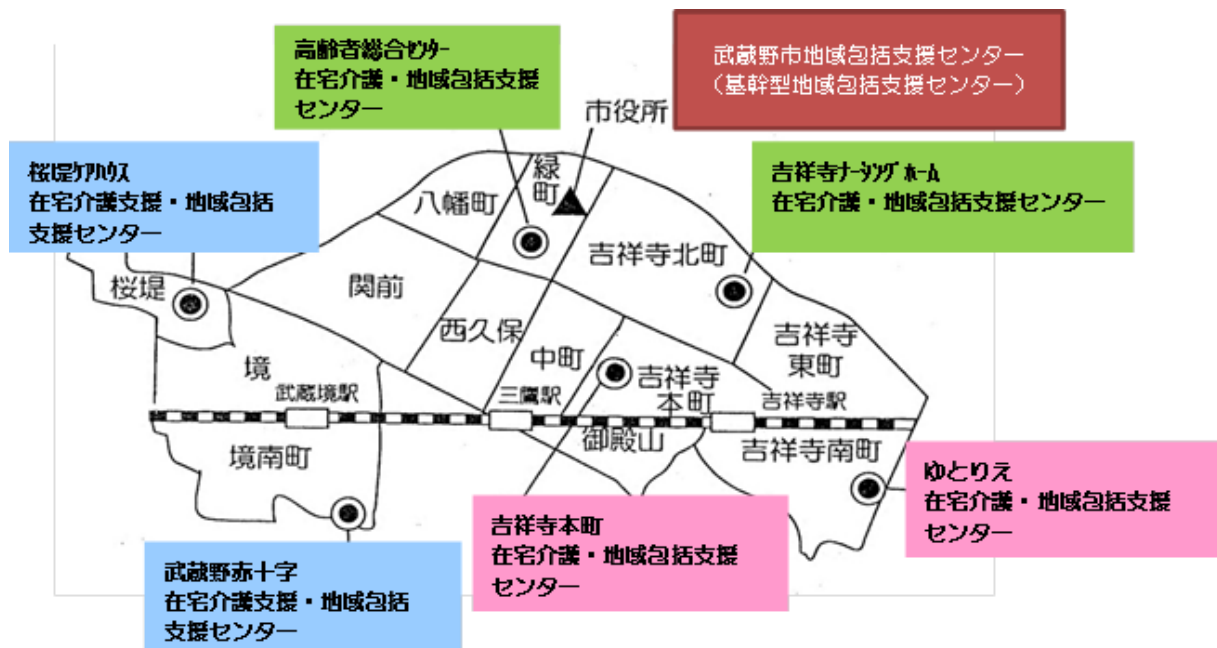 高齢者総合ｾﾝﾀｰ
在宅介護・地域包括支援
センター
武蔵野市地域包括支援センター
（基幹型地域包括支援センター）
市役所
桜堤ｹｱﾊｳｽ
在宅介護支援・地域包括
支援センター
吉祥寺ﾅｰｼﾝｸﾞﾎｰﾑ
在宅介護・地域包括支援センター
緑町
八幡町
吉祥寺北町
桜堤
関前
西久保
中町
吉祥寺
東町
境
武蔵境駅
三鷹駅
吉祥寺
本町
吉祥寺駅
境南町
御殿山
吉祥寺南町
ゆとりえ
在宅介護・地域包括支援
センター
吉祥寺本町
在宅介護・地域包括支援
センター
武蔵野赤十字
在宅介護支援・地域包括
支援センター